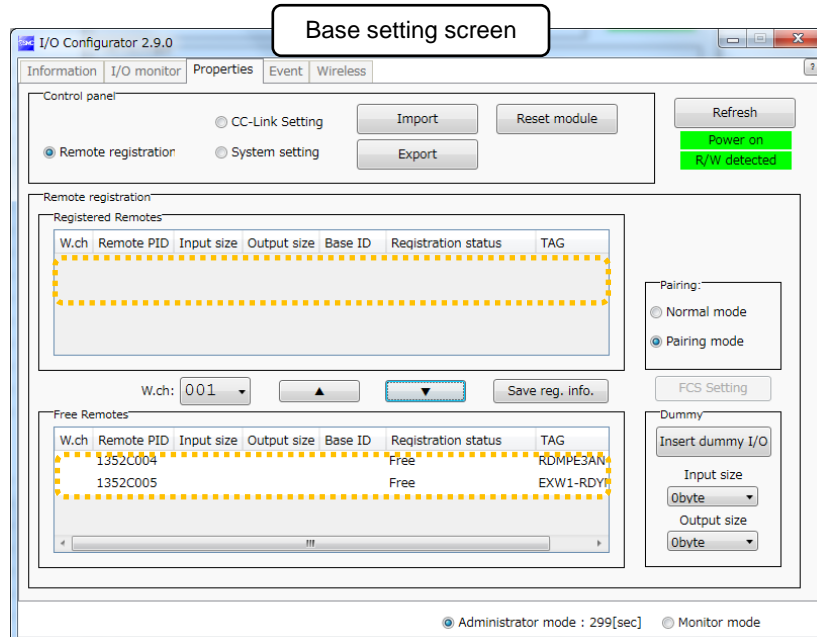 Base setting screen
I/O Configurator 2.9.0
Information I/O monitor Properties Event Wireless ?
Control panel
CC-Link Setting Import Reset module Refresh
Power on
Remote registration System setting Export R/W detected
Remote registration
Registered Remotes
W.ch Remote PID Input size Output size Base ID Registration status TAG
Pairing:
Normal mode
Pairing mode
W.ch: 001 ▲ ▼ Save reg. info. FCS Setting
Free Remotes Dummy
W.ch Remote PID Input size Output size Base ID Registration status TAG Insert dummy I/O
1352C004 Free RDMPE3AN
1352C005 Free EXW1-RDY
Input size
0byte
Output size
0byte
Administrator mode : 299[sec] Monitor mode